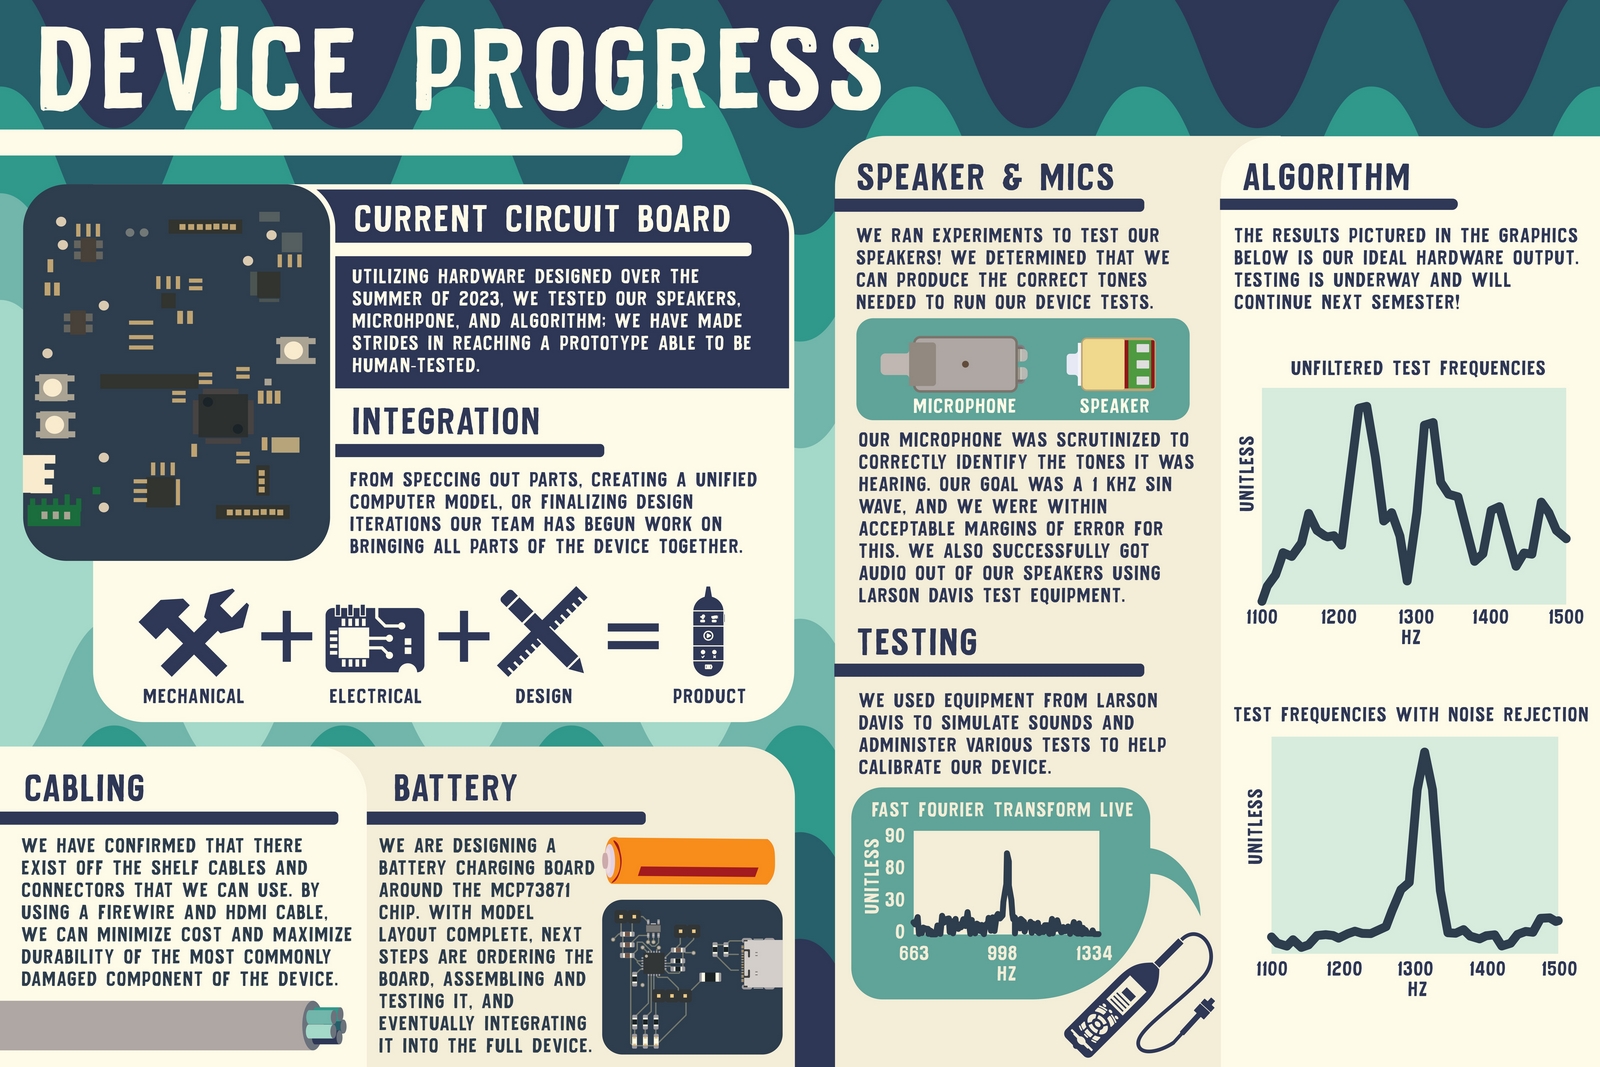 DEVICE PROGRESS
CURRENT CIRCUIT BOARD
UTILIZING HARDWARE DESIGNED OVER THE
SUMMER OF 2023, WE TESTED OUR SPEAKERS,
MICROHPONE, AND ALGORITHM; WE HAVE MADE
STRIDES IN REACHING A PROTOTYPE ABLE TO BE
HUMAN-TESTED.
INTEGRATION
FROM SPECCING OUT PARTS, CREATING A UNIFIED
COMPUTER MODEL, OR FINALIZING DESIGN
ITERATIONS OUR TEAM HAS BEGUN WORK ON
BRINGING ALL PARTS OF THE DEVICE TOGETHER.
MECHANICAL
ELECTRICAL
DESIGN
PRODUCT
CABLING
WE HAVE CONFIRMED THAT THERE
EXIST OFF THE SHELF CABLES AND
CONNECTORS THAT WE CAN USE. BY
USING A FIREWIRE AND HDMI CABLE,
WE CAN MINIMIZE COST AND MAXIMIZE
DURABILITY OF THE MOST COMMONLY
DAMAGED COMPONENT OF THE DEVICE.
BATTERY
WE ARE DESIGNING A
BATTERY CHARGING BOARD
AROUND THE MCP73871
CHIP. WITH MODEL
LAYOUT COMPLETE, NEXT
STEPS ARE ORDERING THE
BOARD, ASSEMBLING AND
TESTING IT, AND
EVENTUALLY INTEGRATING
IT INTO THE FULL DEVICE.
SPEAKER & MICS
WE RAN EXPERIMENTS TO TEST OUR
SPEAKERS! WE DETERMINED THAT WE
CAN PRODUCE THE CORRECT TONES
NEEDED TO RUN OUR DEVICE TESTS.
MICROPHONE
SPEAKER
OUR MICROPHONE WAS SCRUTINIZED TO
CORRECTLY IDENTIFY THE TONES IT WAS
HEARING. OUR GOAL WAS A 1 KHZ SIN
WAVE, AND WE WERE WITHIN
ACCEPTABLE MARGINS OF ERROR FOR
THIS. WE ALSO SUCCESSFULLY GOT
AUDIO OUT OF OUR SPEAKERS USING
LARSON DAVIS TEST EQUIPMENT.
TESTING
WE USED EQUIPMENT FROM LARSON
DAVIS TO SIMULATE SOUNDS AND
ADMINISTER VARIOUS TESTS TO HELP
CALIBRATE OUR DEVICE.
FAST FOURIER TRANSFORM LIVE
UNITLESS
90
80
30
0
663 998 1334
HZ
ALGORITHM
THE RESULTS PICTURED IN THE GRAPHICS
BELOW IS OUR IDEAL HARDWARE OUTPUT.
TESTING IS UNDERWAY AND WILL
CONTINUE NEXT SEMESTER!
UNFILTERED TEST FREQUENCIES
UNITLESS
1100 1200 1300 1400 1500
HZ
TEST FREQUENCIES WITH NOISE REJECTION
UNITLESS
1100 1200 1300 1400 1500
HZ